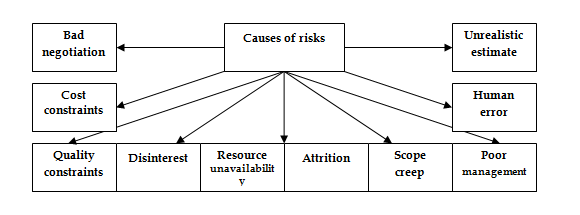 Bad
negotiation
Causes of risks
Unrealistic
estimate
Cost
constraints
Human
error
Quality
constraints
Disinterest
Resource
unavailabilit
y
Attrition
Scope
creep
Poor
management